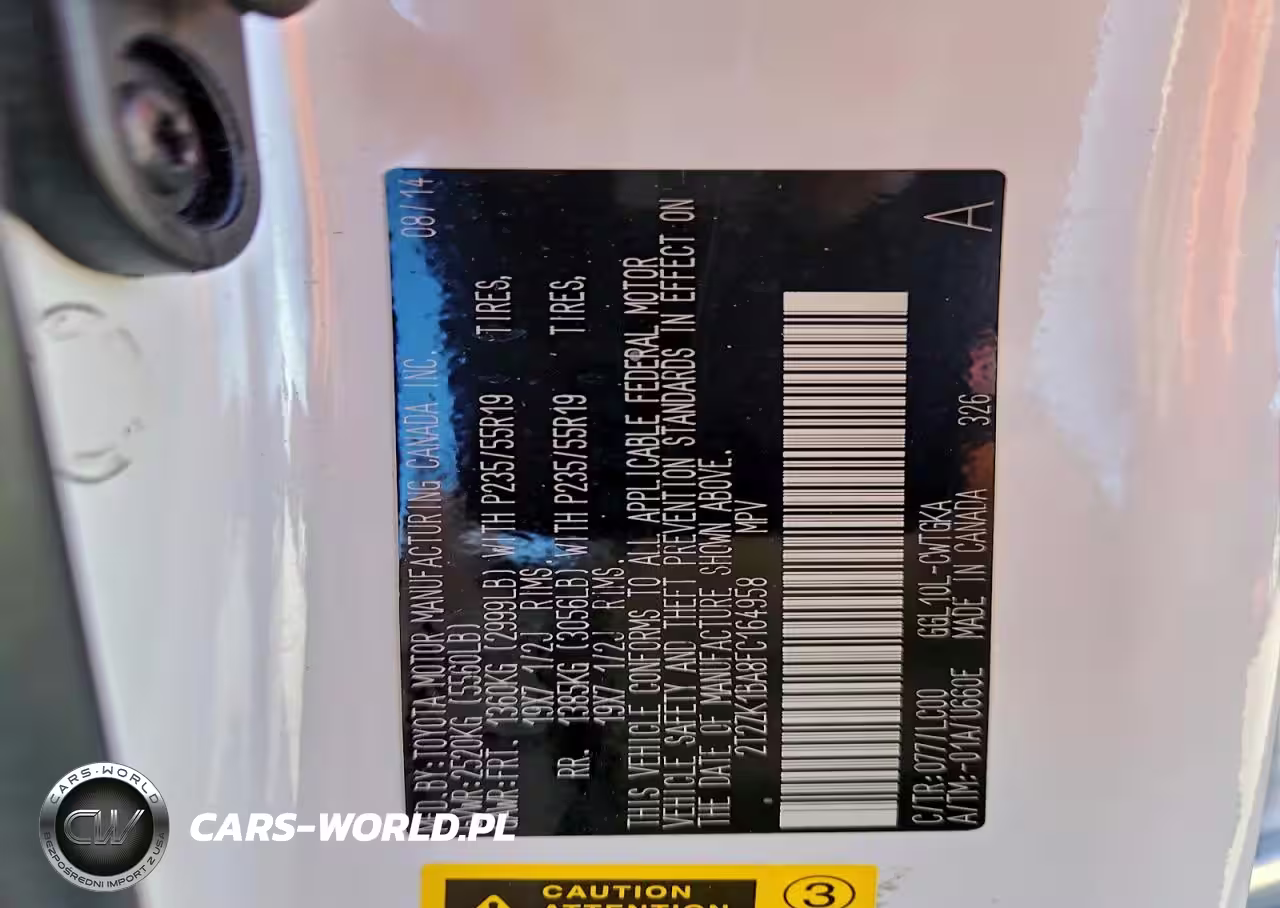 MFD.BY:TOYOTA MOTOR MANUFACTURING CANADA INC. 08/14
GVWR:2520KG (5560LB)
GAWR:FRT. 1360KG (2999LB) WITH P235/55R19 TIRES,
19X7 1/2J RIMS.
RR. 1385KG (3056LB) WITH P235/55R19 TIRES,
19X7 1/2J RIMS.
THIS VEHICLE CONFORMS TO ALL APPLICABLE FEDERAL MOTOR
VEHICLE SAFETY AND THEFT PREVENTION STANDARDS IN EFFECT ON
THE DATE OF MANUFACTURE SHOWN ABOVE.
2T2ZK1BA8FC164958 MPV
C/TR:077/LC00 GGL10L-CWTGKA
A/TM:-01A/U660E MADE IN CANADA 326 A
CAUTION
ATTENTION
3
CARS-WORLD
CW
BEZPOŚREDNI IMPORT Z USA
CARS-WORLD.PL